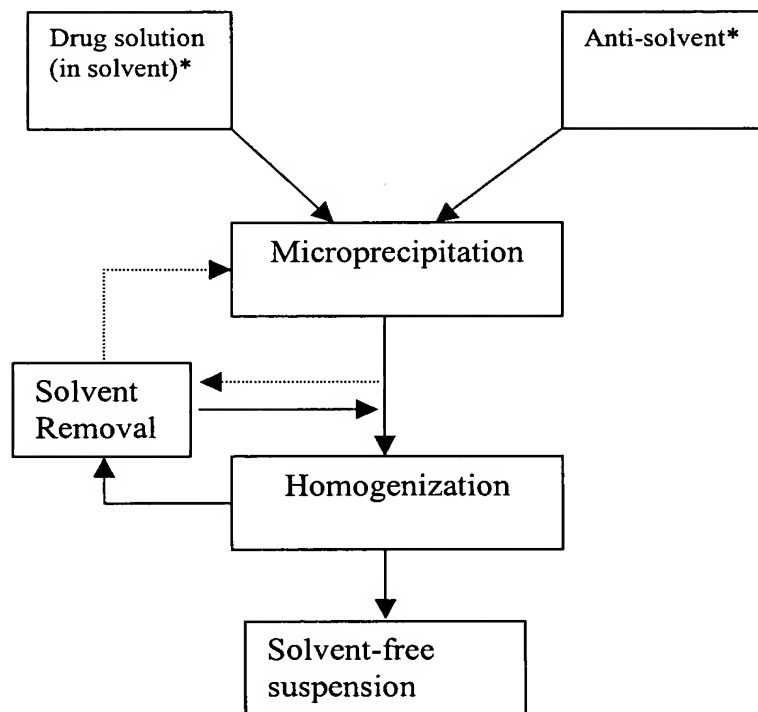 Drug solution
(in solvent)*
Anti-solvent*
Microprecipitation
Solvent
Removal
Homogenization
Solvent-free
suspension